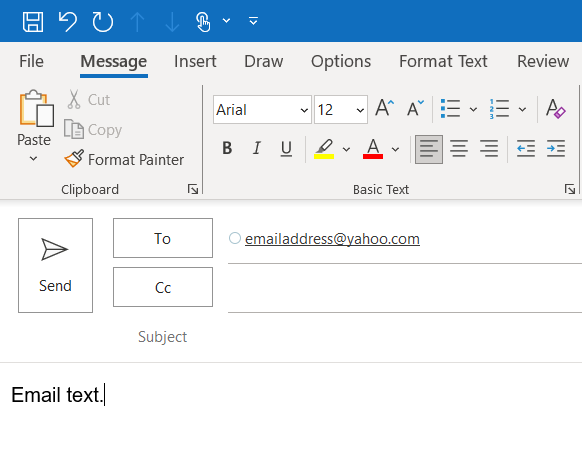 File Message Insert Draw Options Format Text Review
Paste
Cut
Copy
Format Painter
Clipboard
Arial 12
B I U A
Basic Text
Send
To emailaddress@yahoo.com
Cc
Subject
Email text.